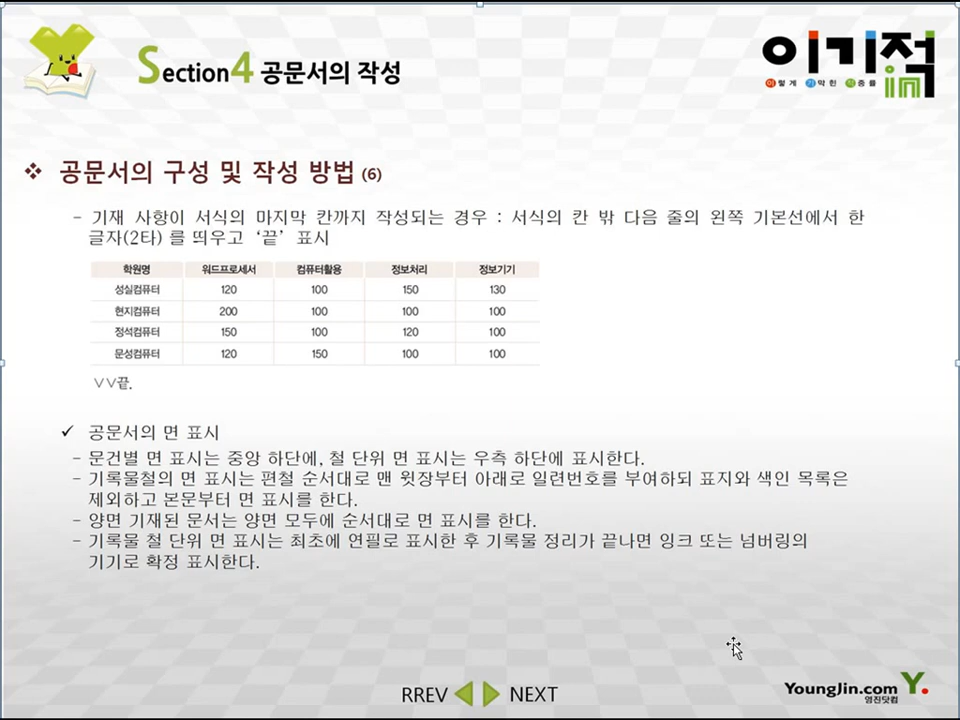 Section4 공문서의 작성
이기적in
이렇게 기막힌 적중률
❖ 공문서의 구성 및 작성 방법 (6)
- 기재 사항이 서식의 마지막 칸까지 작성되는 경우 : 서식의 칸 밖 다음 줄의 왼쪽 기본선에서 한
글자(2타) 를 띄우고 ‘끝’ 표시
학원명 워드프로세서 컴퓨터활용 정보처리 정보기기
성실컴퓨터 120 100 150 130
현지컴퓨터 200 100 100 100
정석컴퓨터 150 100 120 100
문성컴퓨터 120 150 100 100
∨∨끝.
✓ 공문서의 면 표시
- 문건별 면 표시는 중앙 하단에, 철 단위 면 표시는 우측 하단에 표시한다.
- 기록물철의 면 표시는 편철 순서대로 맨 윗장부터 아래로 일련번호를 부여하되 표지와 색인 목록은
제외하고 본문부터 면 표시를 한다.
- 양면 기재된 문서는 양면 모두에 순서대로 면 표시를 한다.
- 기록물 철 단위 면 표시는 최초에 연필로 표시한 후 기록물 정리가 끝나면 잉크 또는 넘버링의
기기로 확정 표시한다.
RREV NEXT
YoungJin.com Y.
영진닷컴